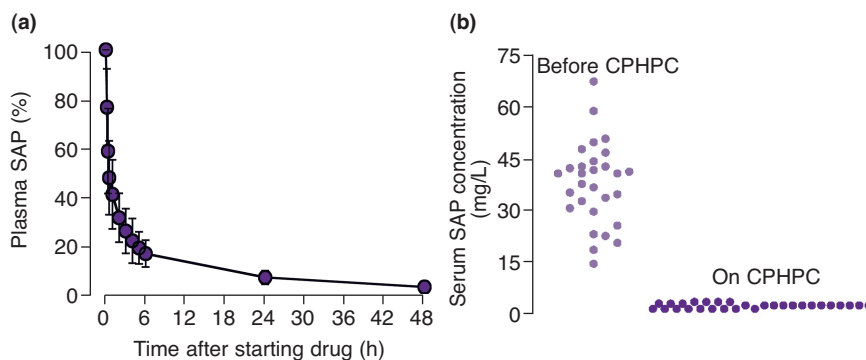 (a)
100
80
60
40
20
0
Plasma SAP (%)
0 6 12 18 24 30 36 42 48
Time after starting drug (h)
(b)
75
60
45
30
15
0
Serum SAP concentration
(mg/L)
Before CPHPC
On CPHPC